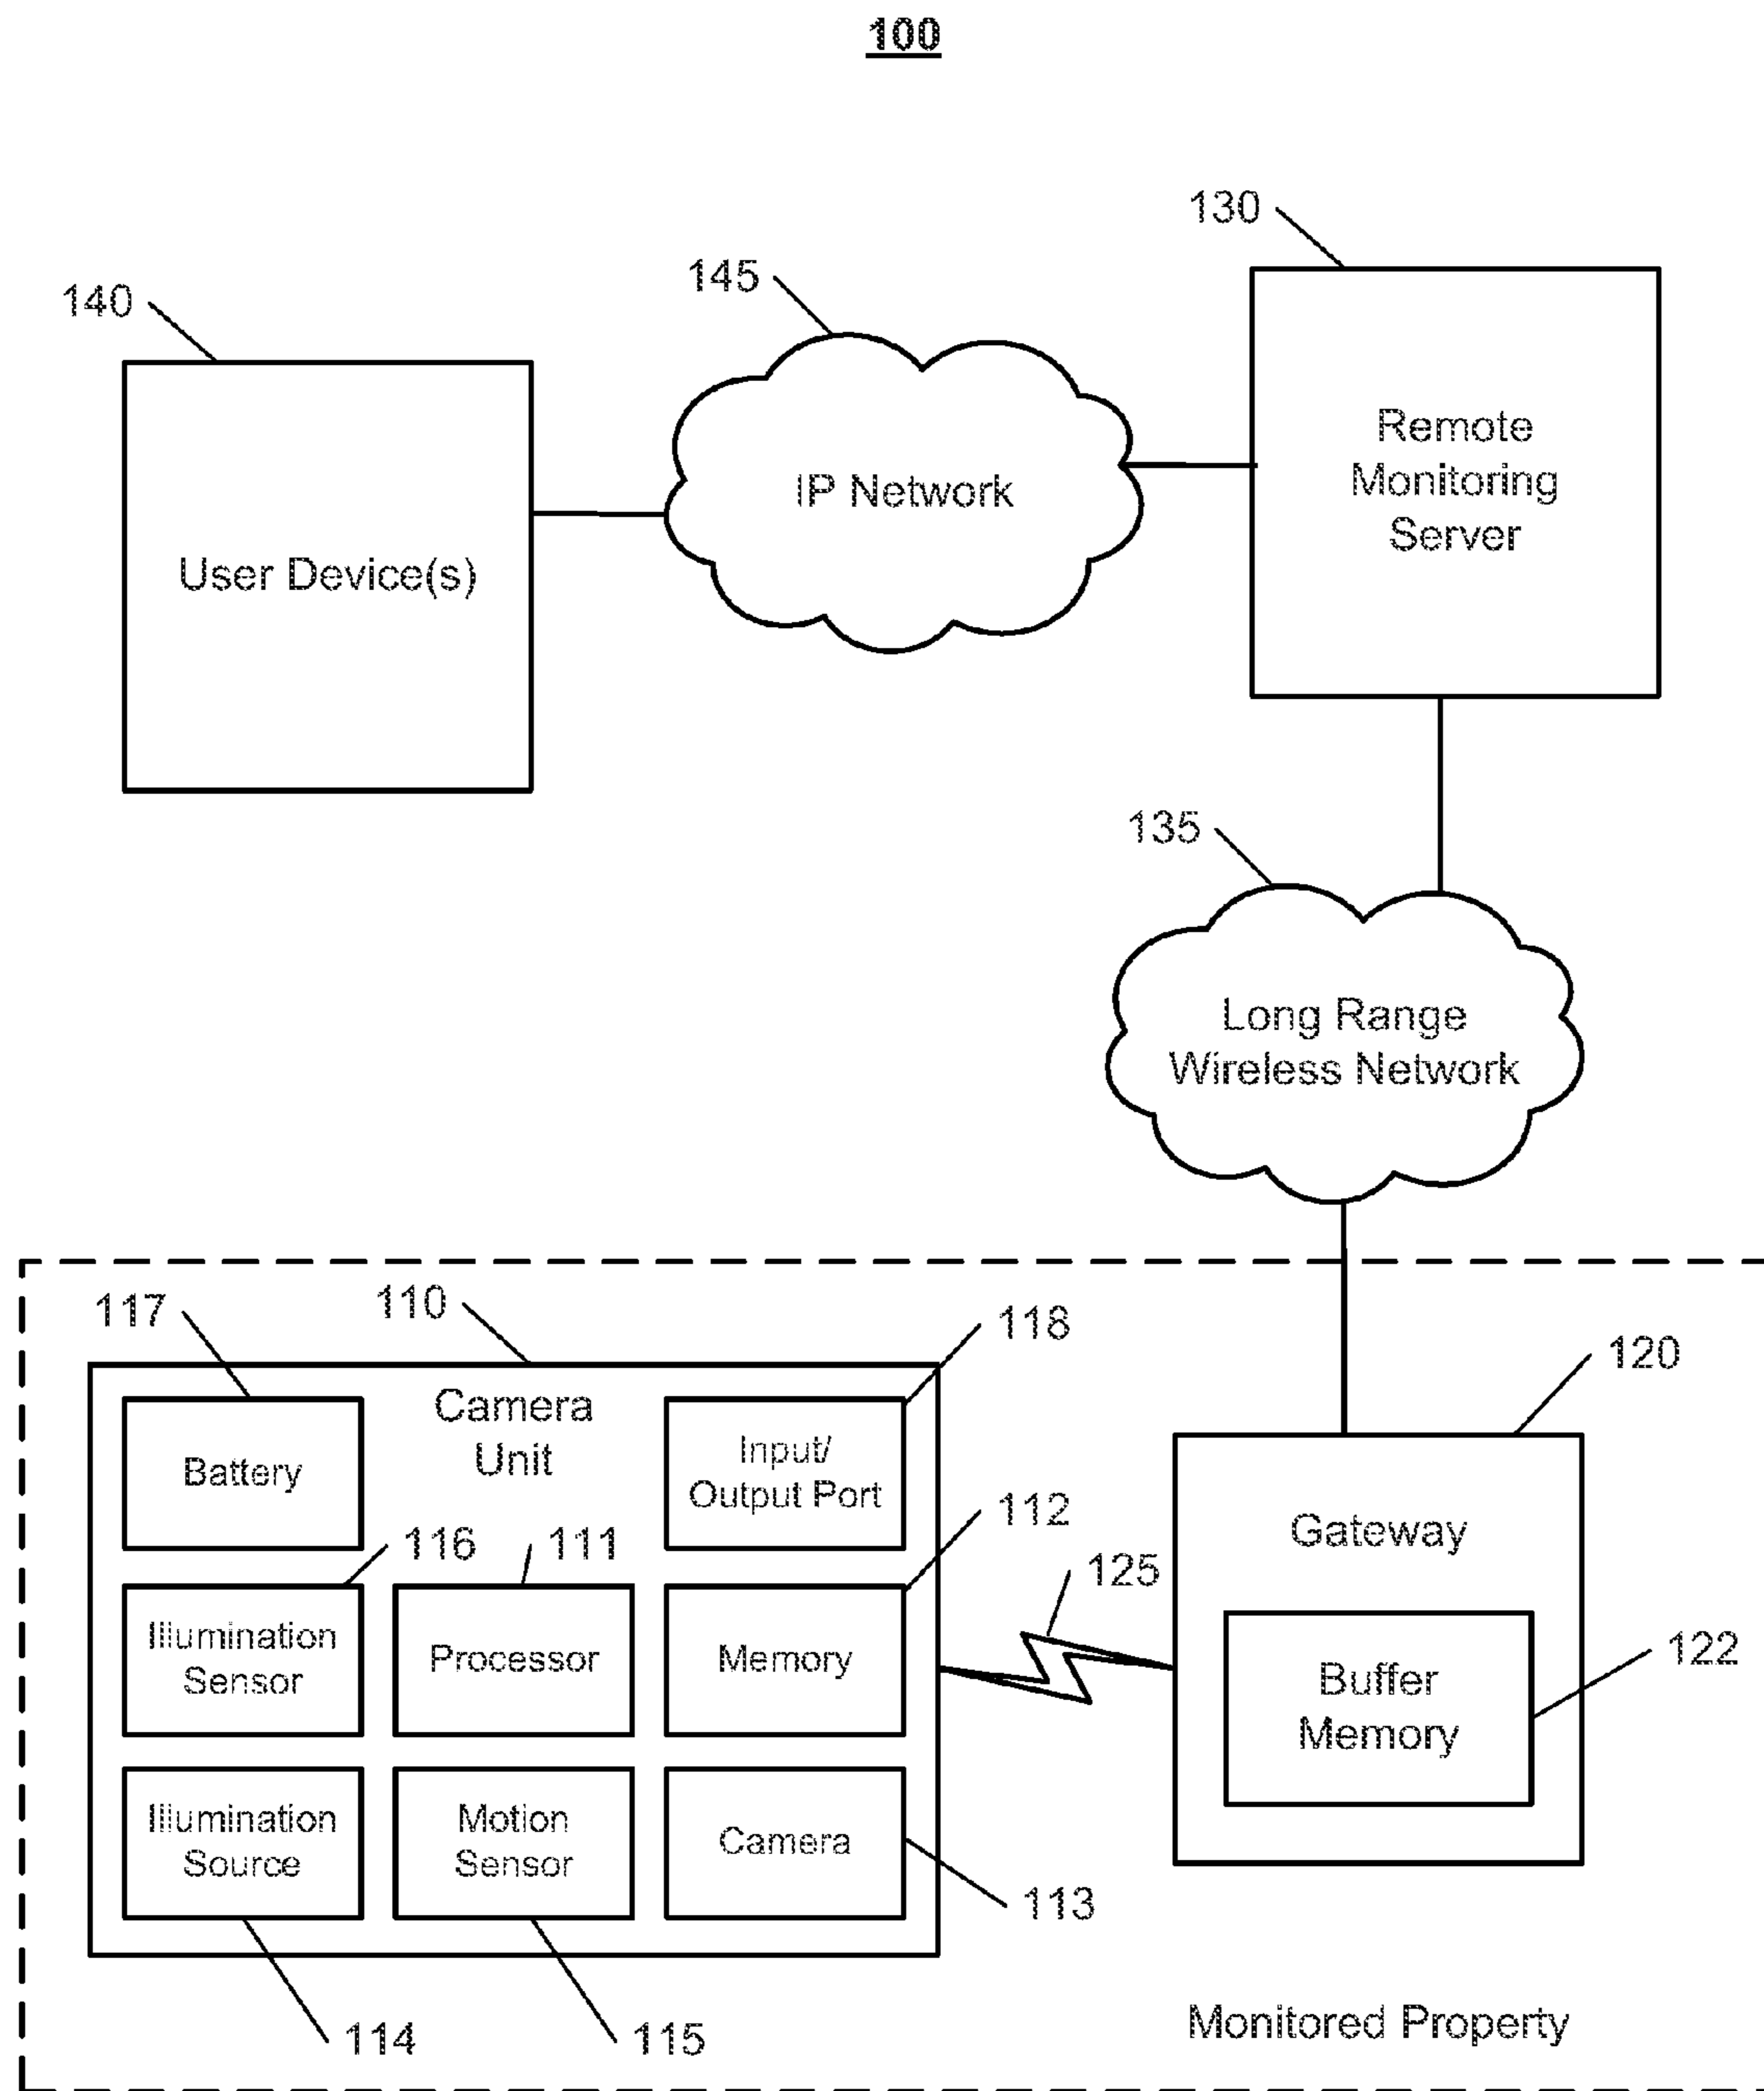 100
130
145
140
Remote
Monitoring
Server
IP Network
User Device(s)
135
Long Range
Wireless Network
117
110
118
120
Camera
Unit
Battery
Input/
Output Port
112
116
111
Gateway
125
Illumination
Sensor
Processor
Memory
122
Buffer
Memory
Illumination
Source
Motion
Sensor
Camera
113
114
115
Monitored Property